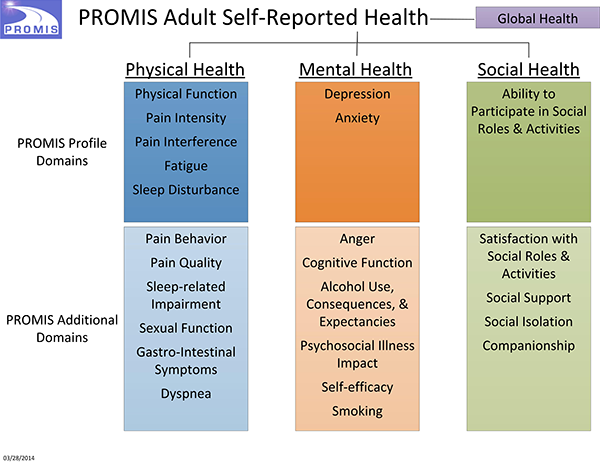 PROMIS
PROMIS Adult Self-Reported Health
Global Health
Physical Health
Mental Health
Social Health
PROMIS Profile
Domains
Physical Function
Pain Intensity
Pain Interference
Fatigue
Sleep Disturbance
Depression
Anxiety
Ability to
Participate in Social
Roles & Activities
PROMIS Additional
Domains
Pain Behavior
Pain Quality
Sleep-related
Impairment
Sexual Function
Gastro-Intestinal
Symptoms
Dyspnea
Anger
Cognitive Function
Alcohol Use,
Consequences, &
Expectancies
Psychosocial Illness
Impact
Self-efficacy
Smoking
Satisfaction with
Social Roles &
Activities
Social Support
Social Isolation
Companionship
03/28/2014